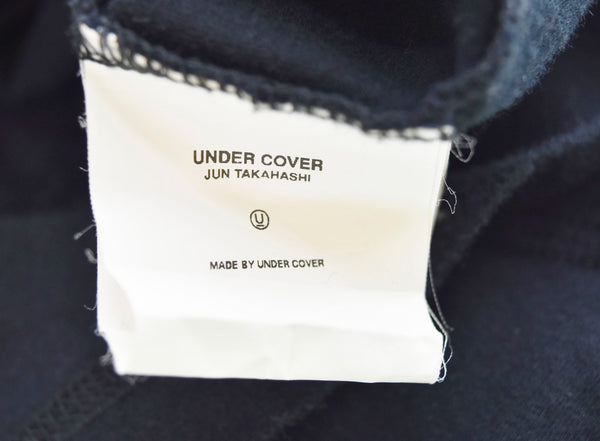 UNDER COVER
JUN TAKAHASHI
U
MADE BY UNDER COVER